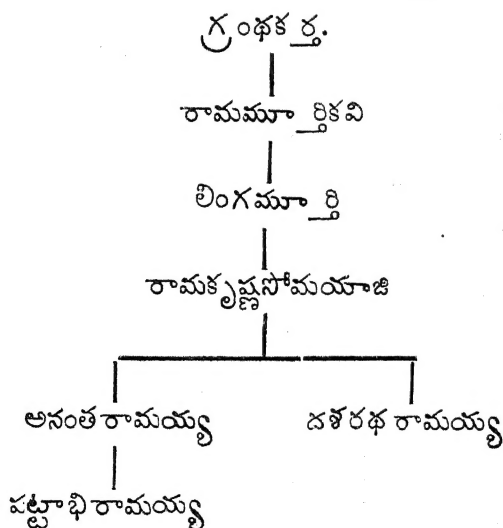 గ్రంథకర్త.
రామమూర్తికవి
లింగమూర్తి
రామకృష్ణసోమయాజి
అనంతరామయ్య దశరథరామయ్య
పట్టాభిరామయ్య